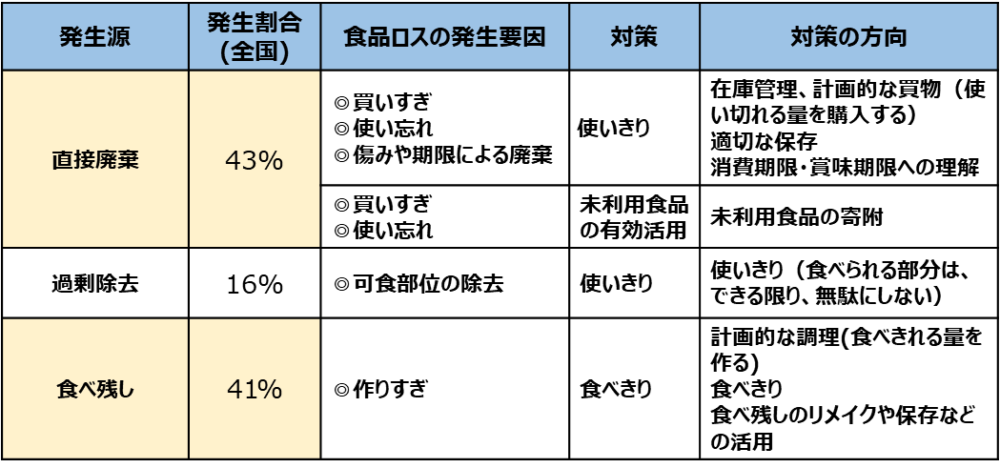 発生源
発生割合
(全国)
食品ロスの発生要因
対策
対策の方向
直接廃棄
43%
◎買いすぎ
◎使い忘れ
◎傷みや期限による廃棄
使いきり
在庫管理、計画的な買物（使
い切れる量を購入する）
適切な保存
消費期限・賞味期限への理解
◎買いすぎ
◎使い忘れ
未利用食品
の有効活用
未利用食品の寄附
過剰除去
16%
◎可食部位の除去
使いきり
使いきり（食べられる部分は、
できる限り、無駄にしない）
食べ残し
41%
◎作りすぎ
食べきり
計画的な調理(食べきれる量を
作る)
食べきり
食べ残しのリメイクや保存など
の活用